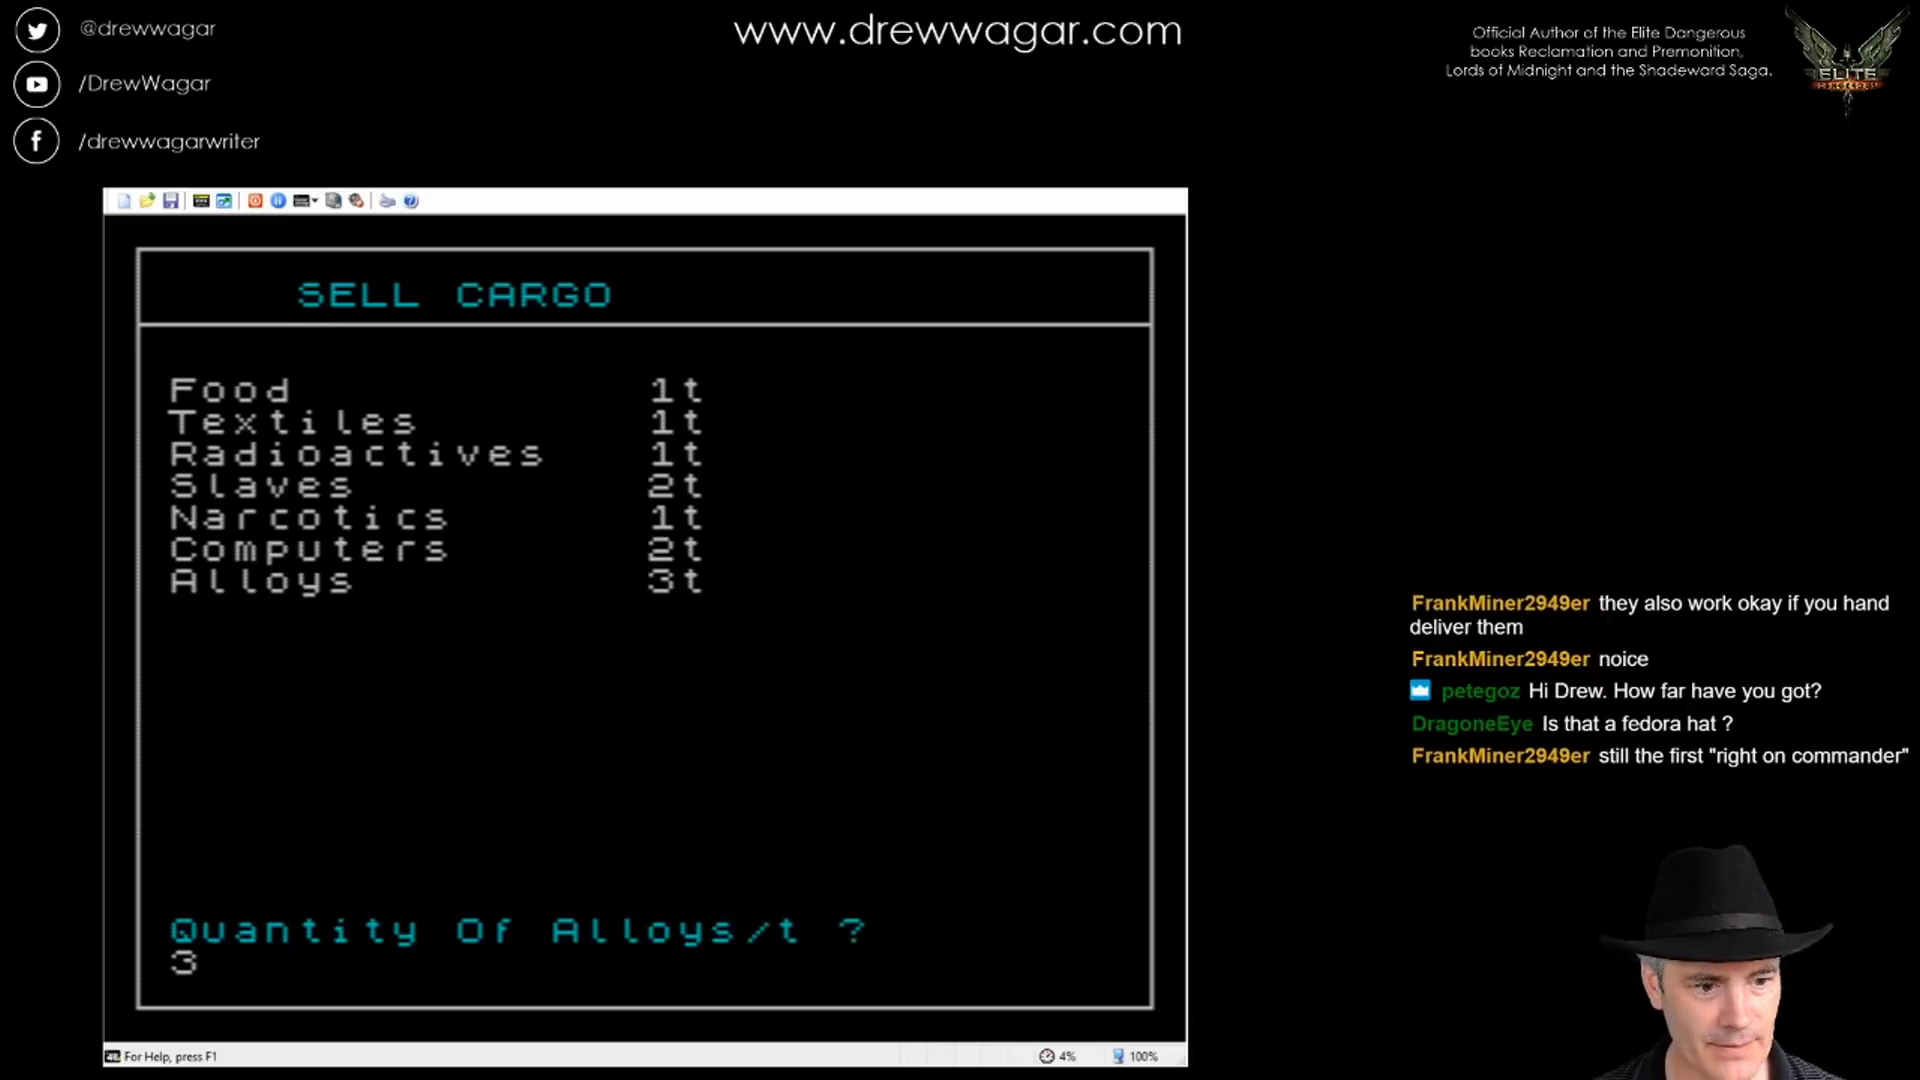 @drewwagar
/DrewWagar
/drewwagarwriter
www.drewwagar.com
Official Author of the Elite Dangerous
books Reclamation and Premonition,
Lords of Midnight and the Shadeward Saga.
ELITE
DANGEROUS
SELL CARGO
Food 1t
Textiles 1t
Radioactives 1t
Slaves 2t
Narcotics 1t
Computers 2t
Alloys 3t
Quantity Of Alloys/t ?
3
For Help, press F1
4%
100%
FrankMiner2949er they also work okay if you hand
deliver them
FrankMiner2949er noice
petegoz Hi Drew. How far have you got?
DragoneEye Is that a fedora hat ?
FrankMiner2949er still the first "right on commander"